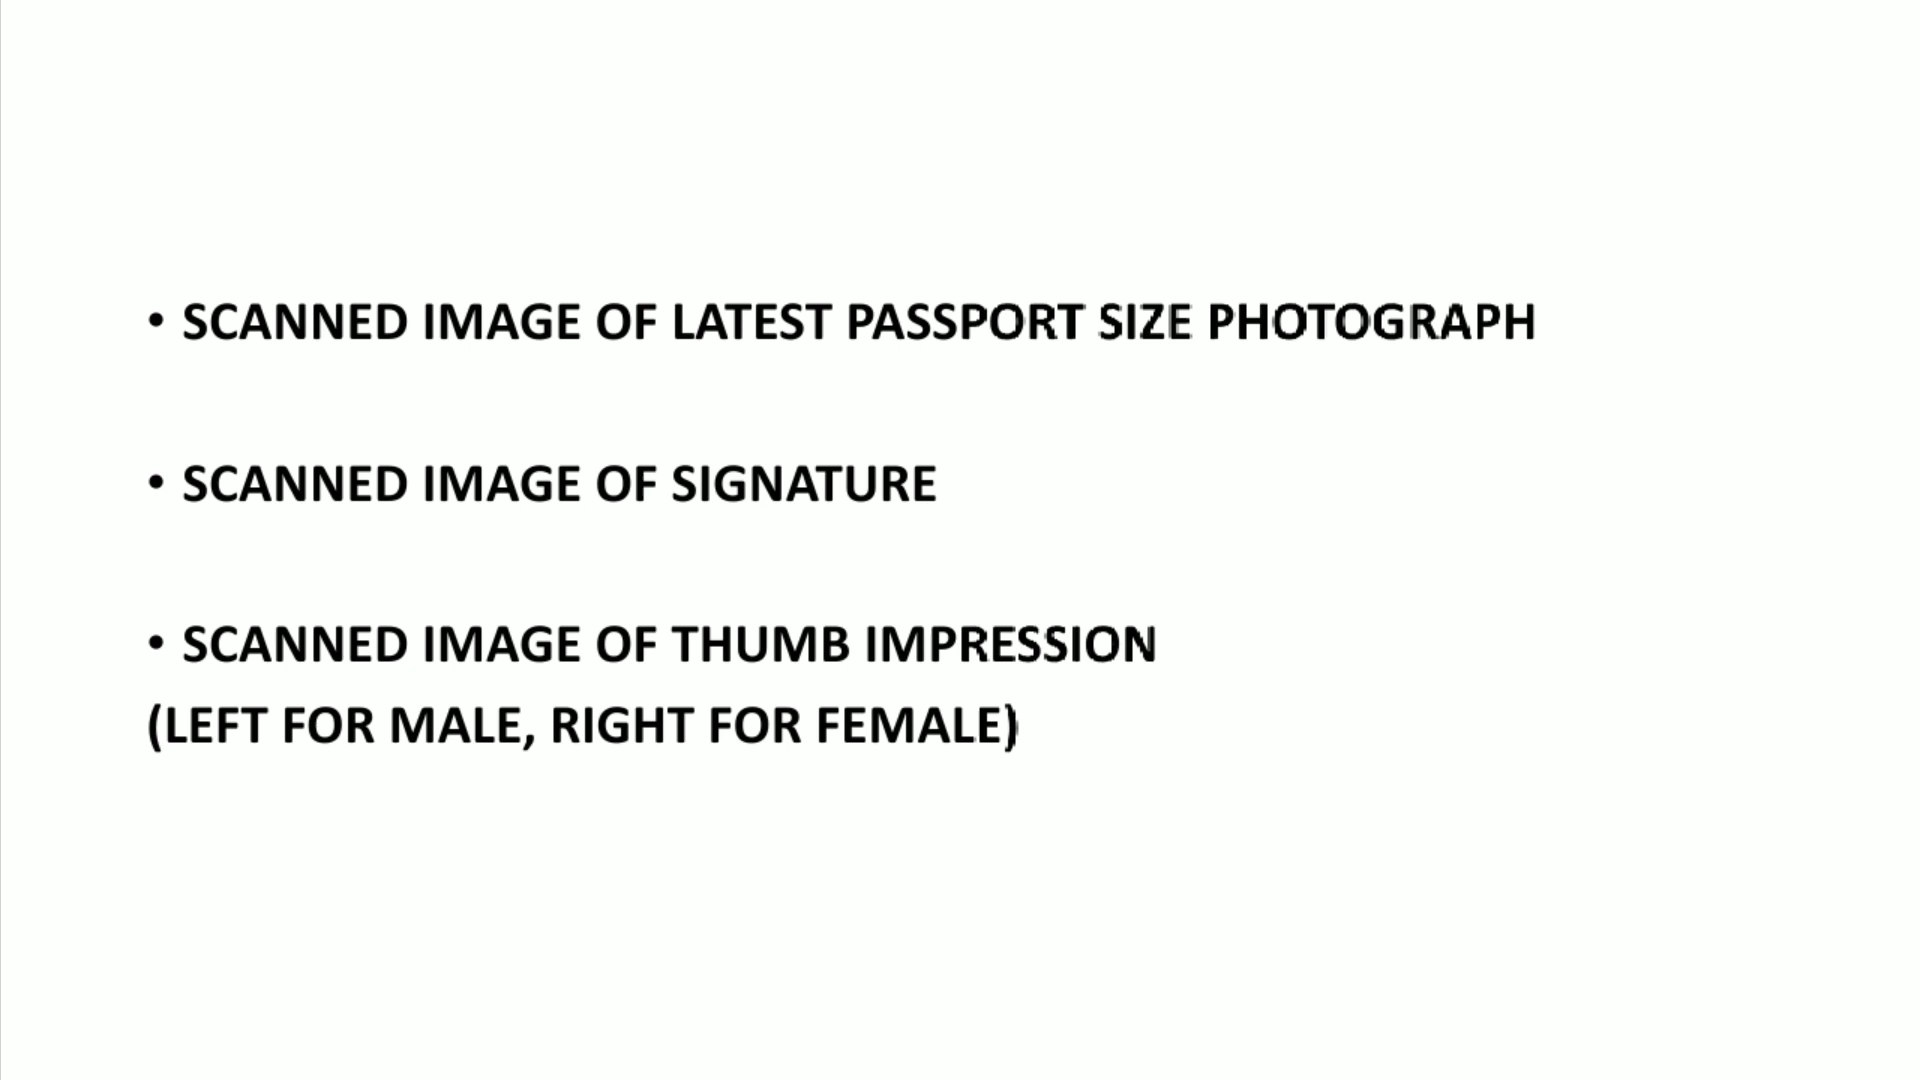 • SCANNED IMAGE OF LATEST PASSPORT SIZE PHOTOGRAPH
• SCANNED IMAGE OF SIGNATURE
• SCANNED IMAGE OF THUMB IMPRESSION
(LEFT FOR MALE, RIGHT FOR FEMALE)